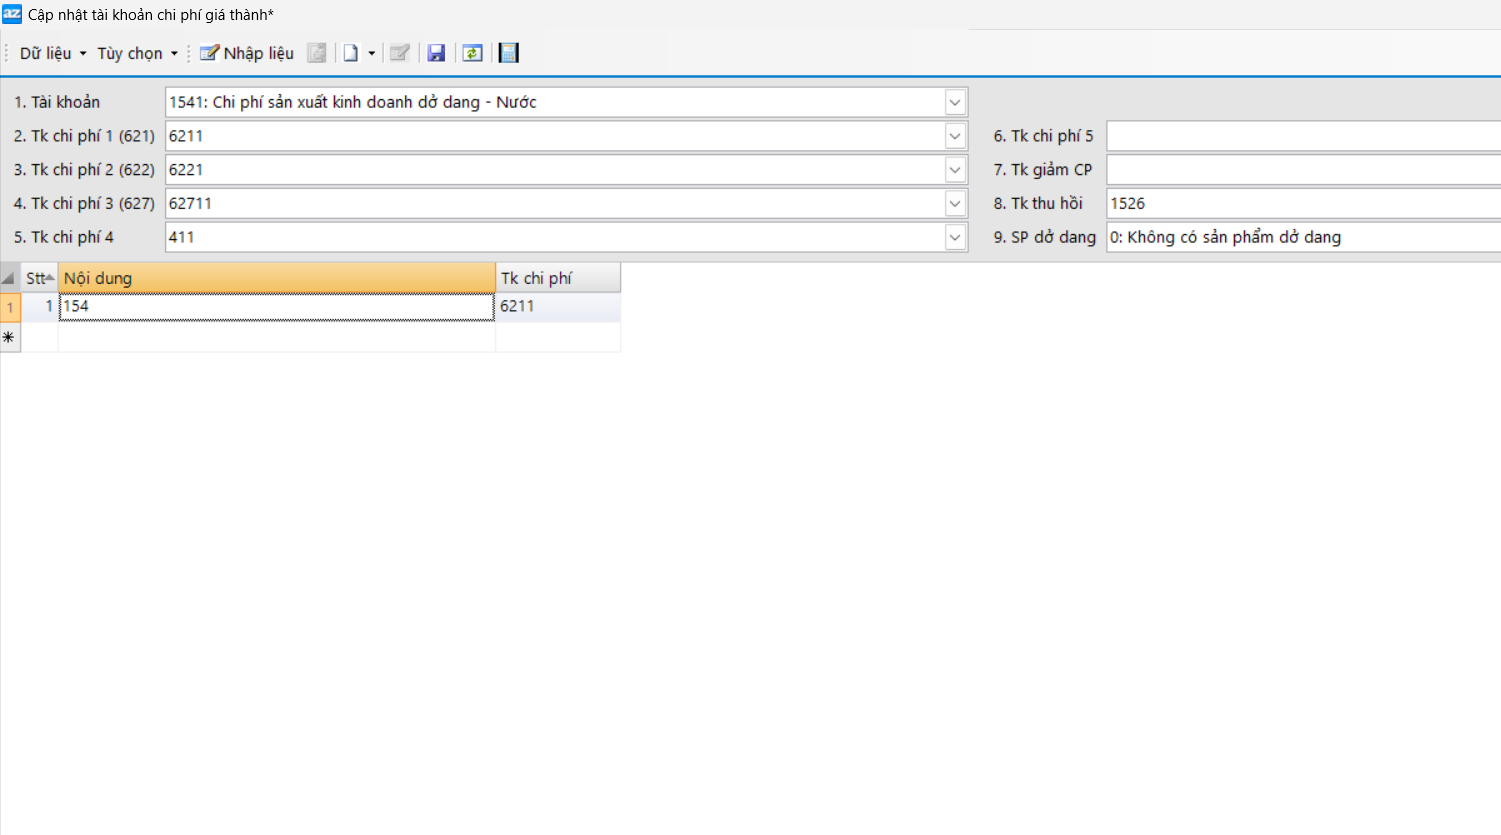 az Cập nhật tài khoản chi phí giá thành*
Dữ liệu Tùy chọn Nhập liệu
1. Tài khoản 1541: Chi phí sản xuất kinh doanh dở dang - Nước
2. Tk chi phí 1 (621) 6211 6. Tk chi phí 5
3. Tk chi phí 2 (622) 6221 7. Tk giảm CP
4. Tk chi phí 3 (627) 62711 8. Tk thu hồi 1526
5. Tk chi phí 4 411 9. SP dở dang 0: Không có sản phẩm dở dang
Stt Nội dung Tk chi phí
1 1 154 6211